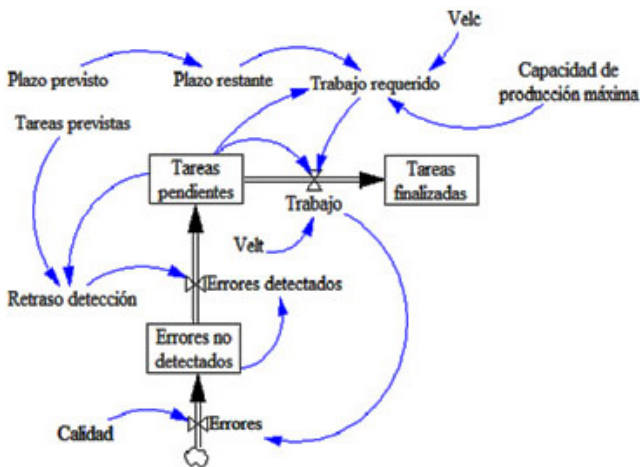 Velc
Plazo previsto
Plazo restante
Trabajo requerido
Capacidad de
producción máxima
Tareas previstas
Tareas
pendientes
Tareas
finalizadas
Trabajo
Velt
Retraso detección
Errores detectados
Errores no
detectados
Calidad
Errores